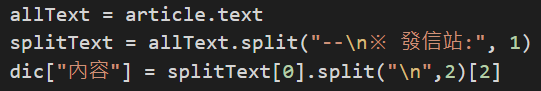 allText = article.text
splitText = allText.split("--\n※ 發信站:", 1)
dic["內容"] = splitText[0].split("\n",2)[2]